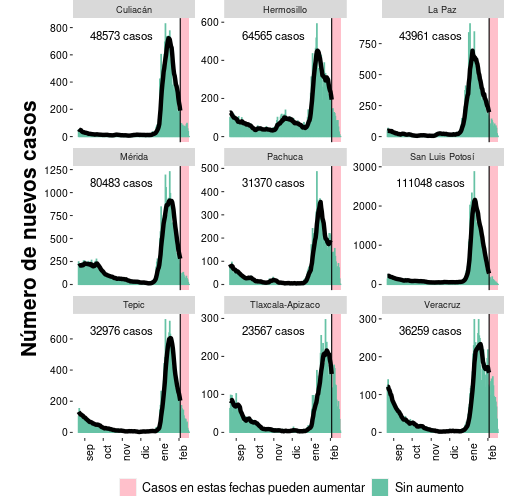 Número de nuevos casos
Culiacán
Hermosillo
La Paz
48573 casos
64565 casos
43961 casos
800
600
400
200
0
600
400
200
0
750
500
250
0
Mérida
Pachuca
San Luis Potosí
80483 casos
31370 casos
111048 casos
1250
1000
750
500
250
0
500
400
300
200
100
0
3000
2000
1000
0
Tepic
Tlaxcala-Apizaco
Veracruz
32976 casos
23567 casos
36259 casos
600
400
200
0
300
200
100
0
300
200
100
0
sep oct nov dic ene feb
sep oct nov dic ene feb
sep oct nov dic ene feb
Casos en estas fechas pueden aumentar
Sin aumento